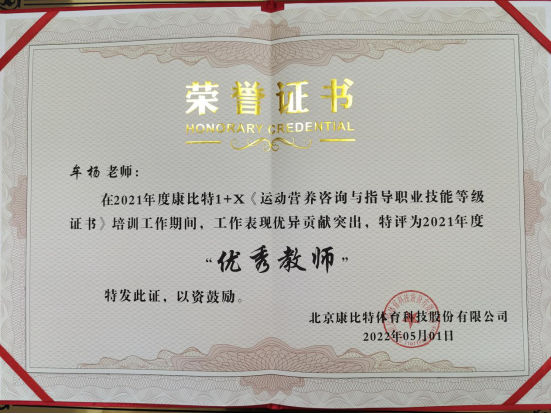 荣誉证书
HONORARY CREDENTIAL
牟杨老师：
在2021年度康比特1+X《运动营养咨询与指导职业技能等级
证书》培训工作期间，工作表现优异贡献突出，特评为2021年度
“优秀教师”
特发此证，以资鼓励。
北京康比特体育科技股份有限公司
2022年05月01日